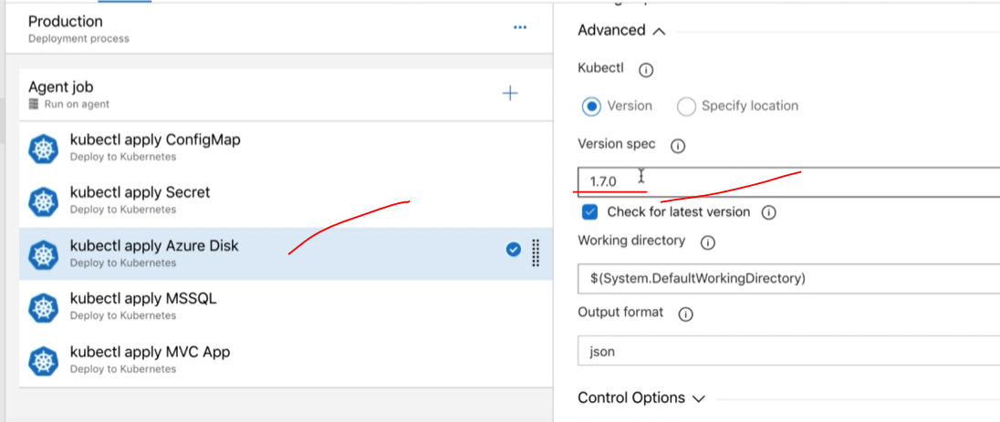 Production
Deployment process
Agent job
Run on agent
kubectl apply ConfigMap
Deploy to Kubernetes
kubectl apply Secret
Deploy to Kubernetes
kubectl apply Azure Disk
Deploy to Kubernetes
kubectl apply MSSQL
Deploy to Kubernetes
kubectl apply MVC App
Deploy to Kubernetes
Advanced
Kubectl
Version Specify location
Version spec
1.7.0
Check for latest version
Working directory
$(System.DefaultWorkingDirectory)
Output format
json
Control Options